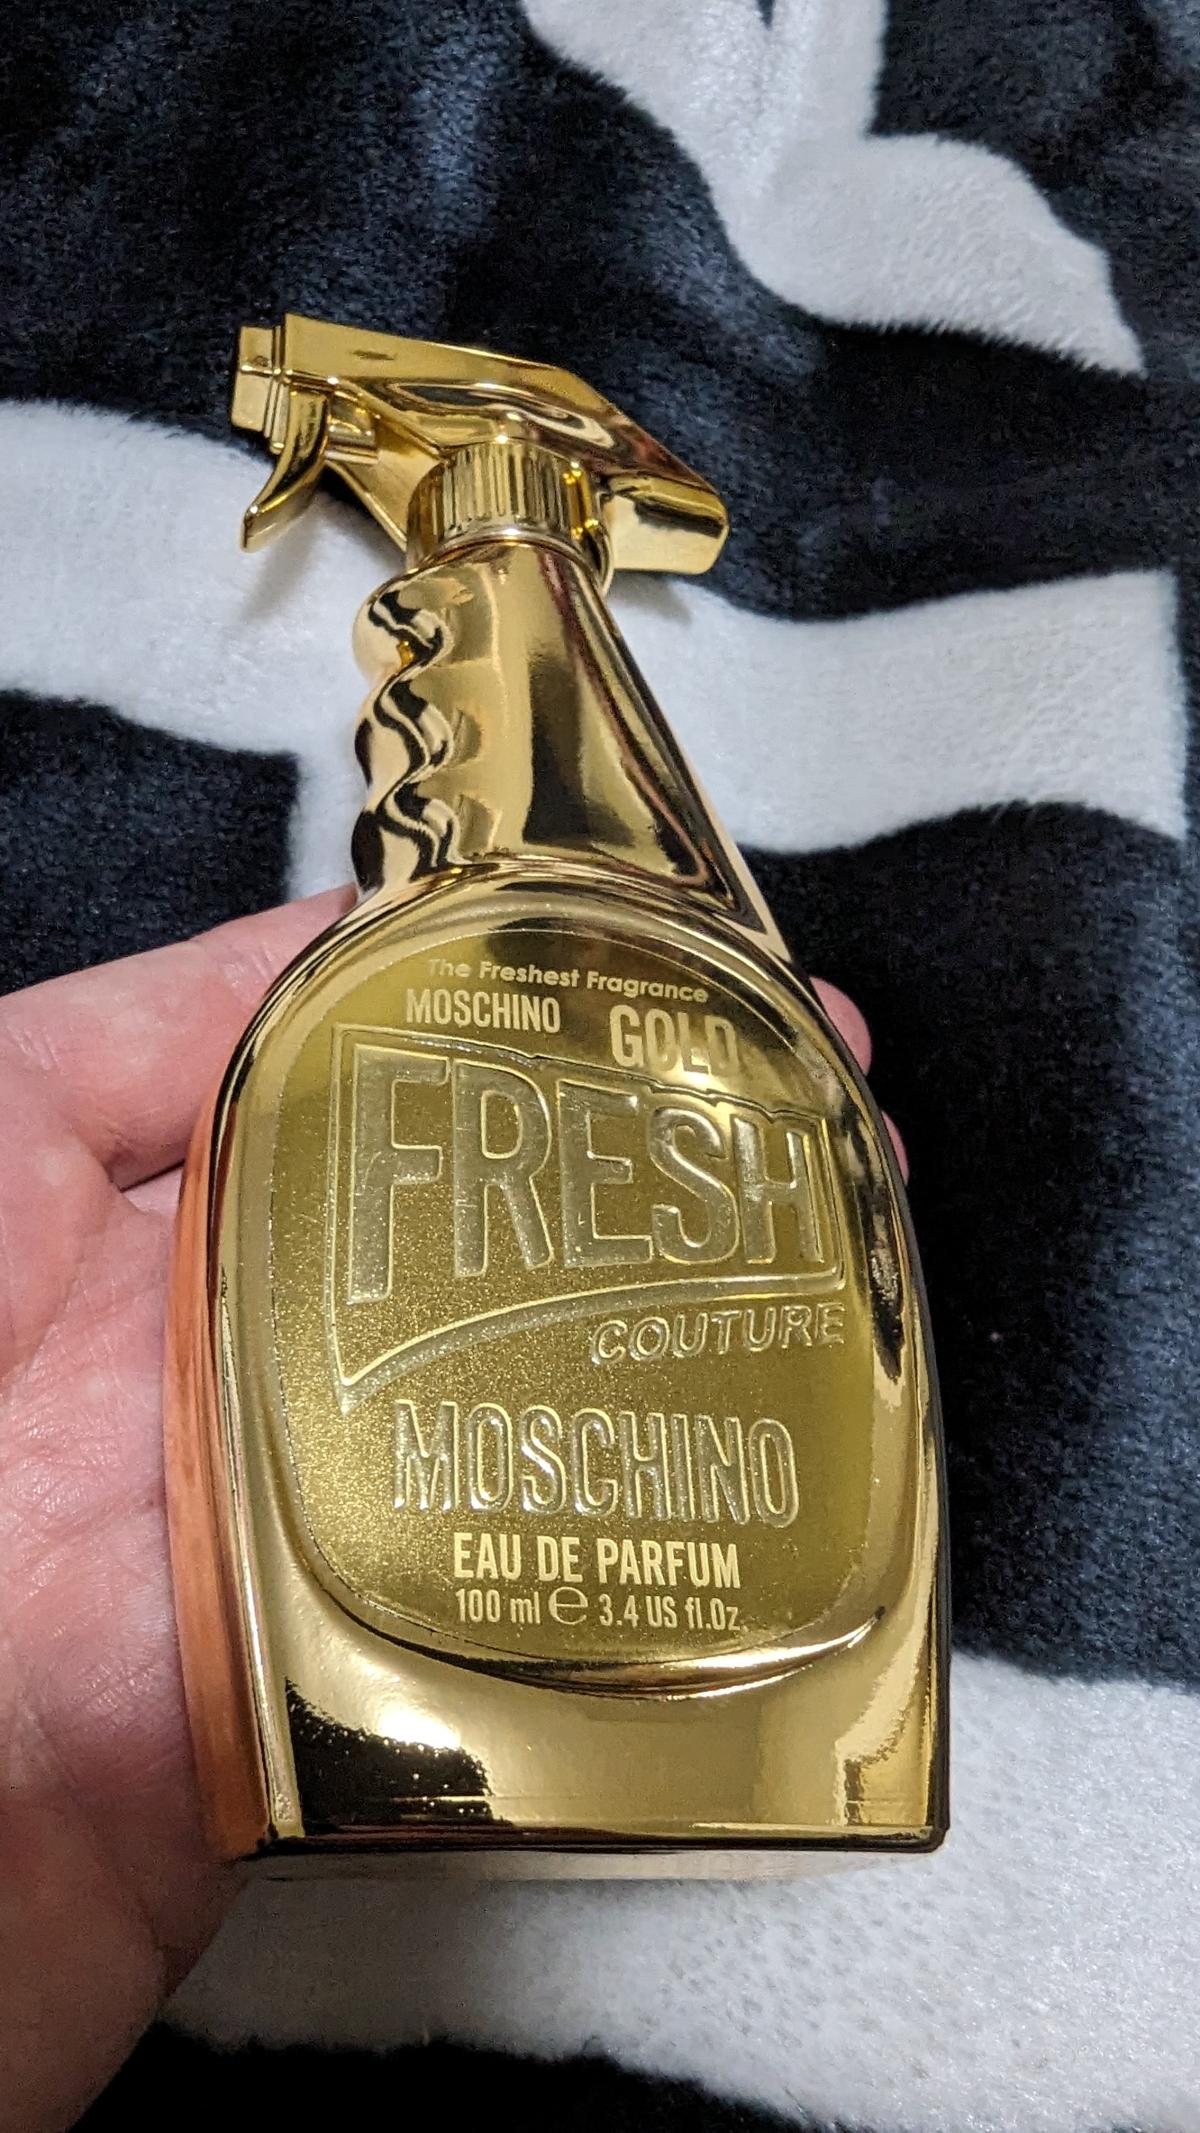 The Freshest Fragrance
MOSCHINO GOLD
FRESH
COUTURE
MOSCHINO
EAU DE PARFUM
100 ml ℮ 3.4 US fl.Oz.